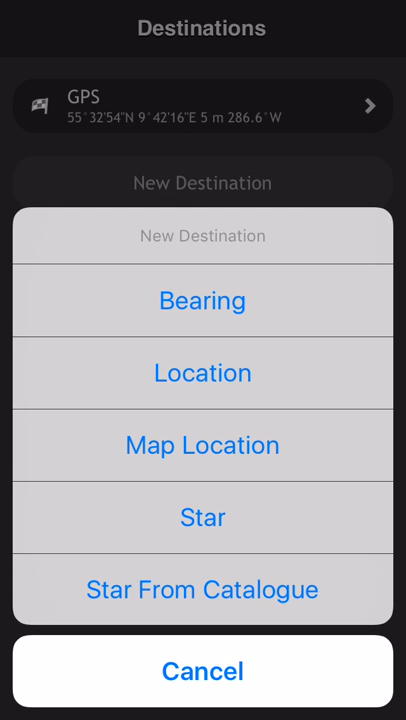 Destinations
GPS
55°32'54"N 9°42'16"E 5 m 286.6°W
New Destination
New Destination
Bearing
Location
Map Location
Star
Star From Catalogue
Cancel